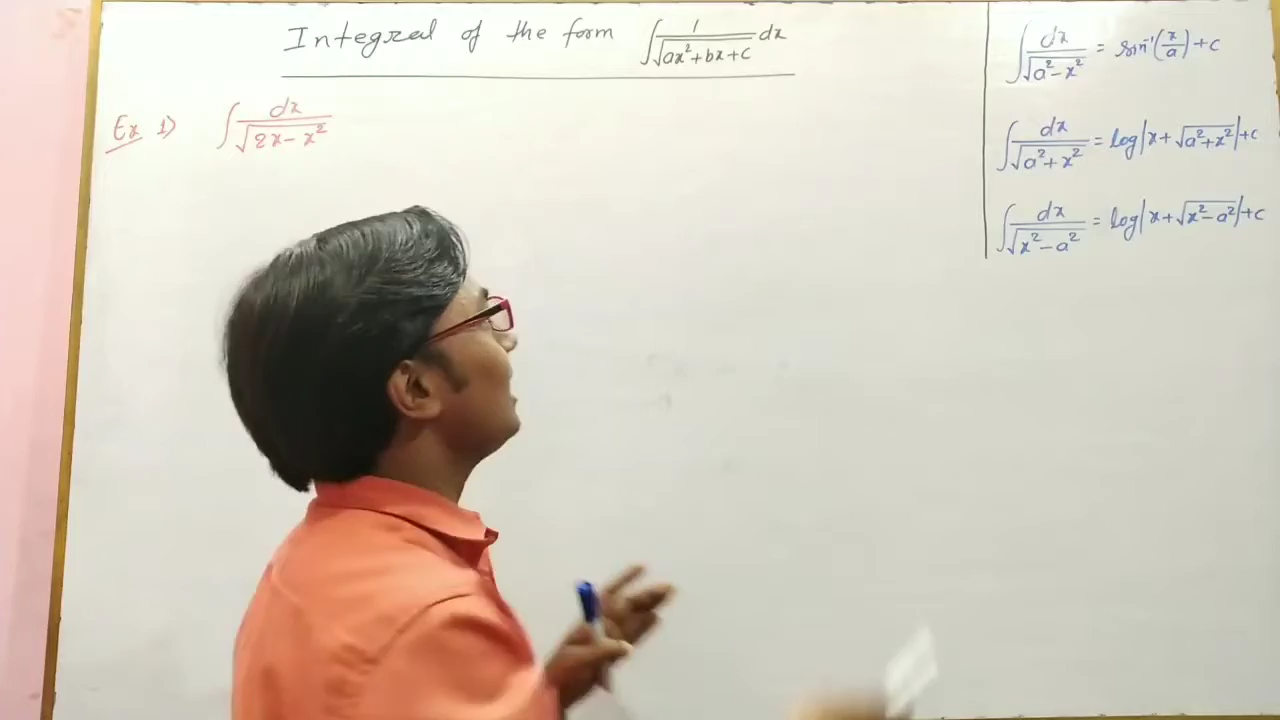 Integral of the form ∫ 1/√(ax²+bx+c) dx
Ex 1) ∫ dx/√(2x-x²)
∫ dx/√(a²-x²) = sin⁻¹(x/a)+c
∫ dx/√(a²+x²) = log|x+√(a²+x²)|+c
∫ dx/√(x²-a²) = log|x+√(x²-a²)|+c